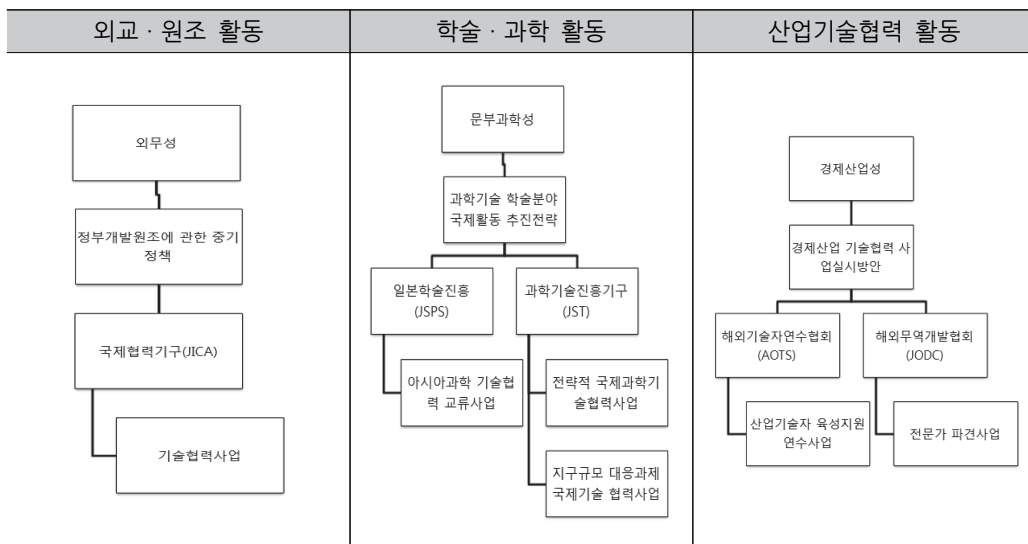 외교 · 원조 활동
외무성
정부개발원조에 관한 중기
정책
국제협력기구(JICA)
기술협력사업
학술 · 과학 활동
문부과학성
과학기술 학술분야
국제활동 추진전략
일본학술진흥
(JSPS)
과학기술진흥기구
(JST)
아시아과학 기술협
력 교류사업
전략적 국제과학기
술협력사업
지구규모 대응과제
국제기술 협력사업
산업기술협력 활동
경제산업성
경제산업 기술협력 사
업실시방안
해외기술자연수협회
(AOTS)
해외무역개발협회
(JODC)
산업기술자 육성지원
연수사업
전문가 파견사업